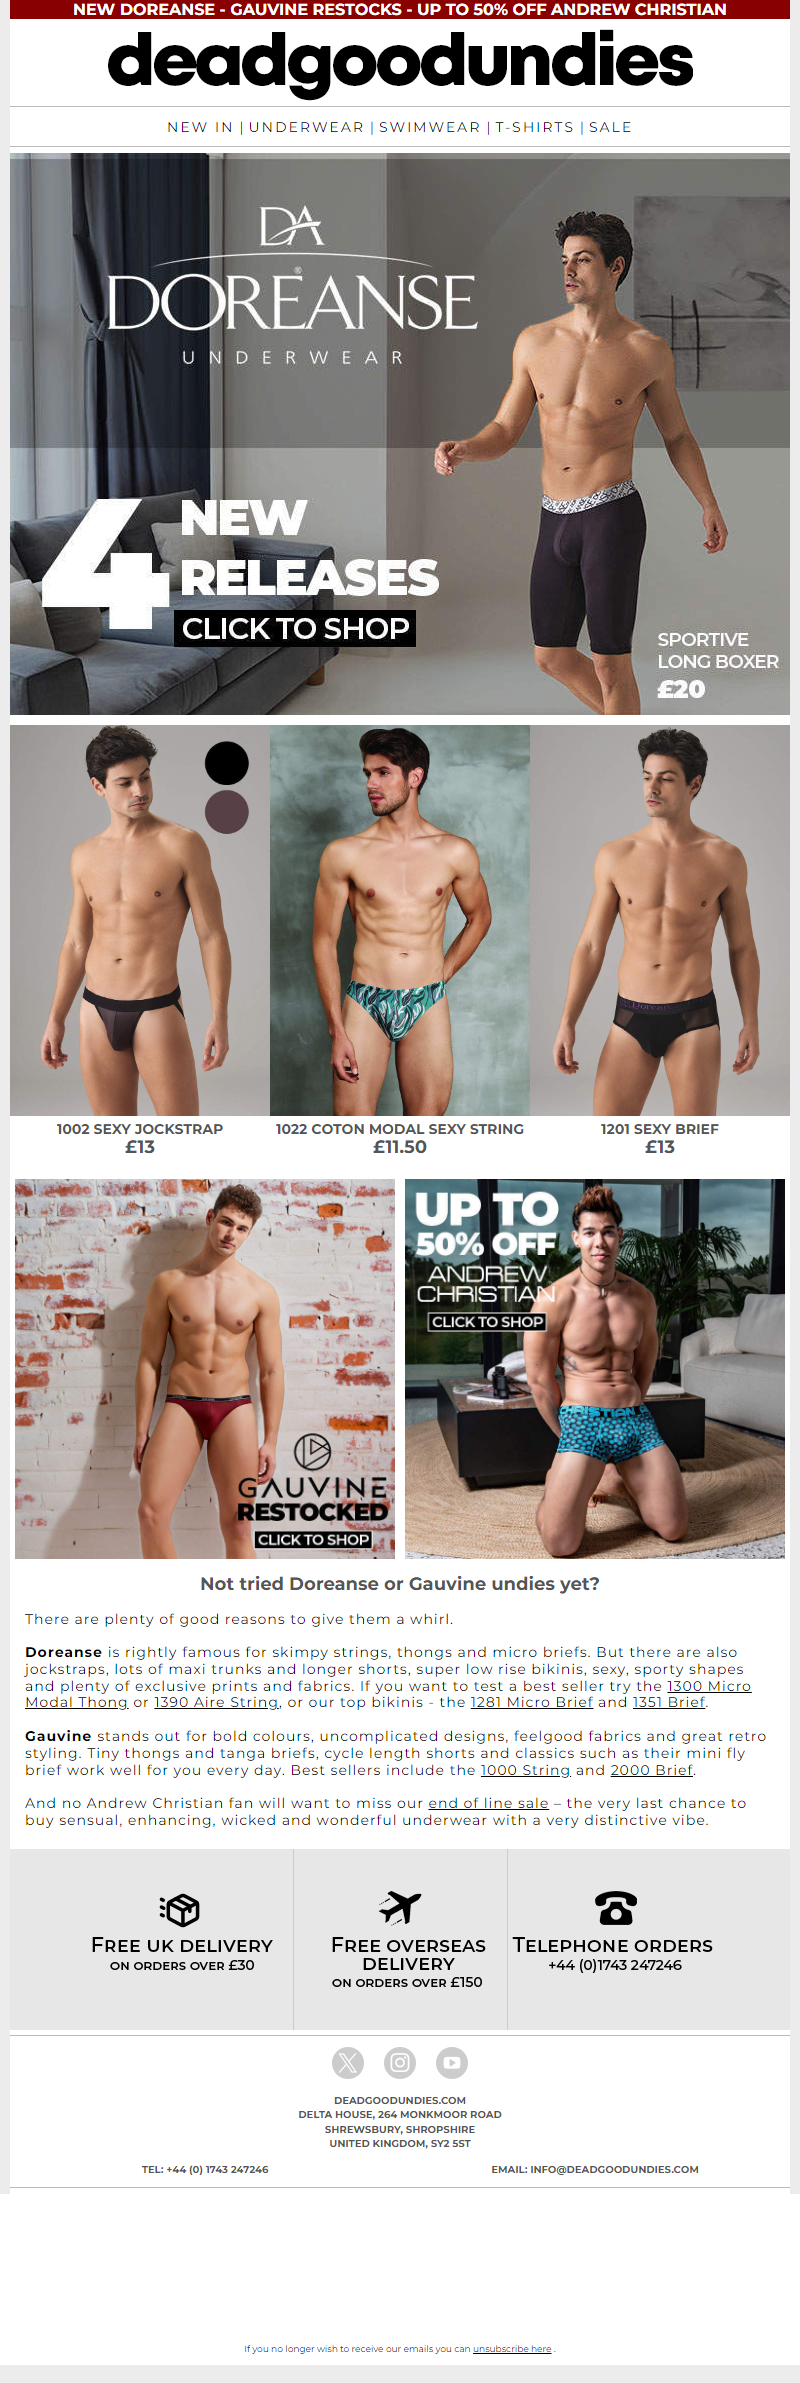 NEW DOREANSE - GAUVINE RESTOCKS - UP TO 50% OFF ANDREW CHRISTIAN
deadgoodundies
NEW IN | UNDERWEAR | SWIMWEAR | T-SHIRTS | SALE
DA
DOREANSE®
UNDERWEAR
4 NEW
RELEASES
CLICK TO SHOP
SPORTIVE
LONG BOXER
£20
1002 SEXY JOCKSTRAP
£13
1022 COTON MODAL SEXY STRING
£11.50
1201 SEXY BRIEF
£13
GAUVINE
RESTOCKED
CLICK TO SHOP
UP TO
50% OFF
ANDREW
CHRISTIAN
CLICK TO SHOP
Not tried Doreanse or Gauvine undies yet?
There are plenty of good reasons to give them a whirl.
Doreanse is rightly famous for skimpy strings, thongs and micro briefs. But there are also
jockstraps, lots of maxi trunks and longer shorts, super low rise bikinis, sexy, sporty shapes
and plenty of exclusive prints and fabrics. If you want to test a best seller try the 1300 Micro
Modal Thong or 1390 Aire String, or our top bikinis - the 1281 Micro Brief and 1351 Brief.
Gauvine stands out for bold colours, uncomplicated designs, feelgood fabrics and great retro
styling. Tiny thongs and tanga briefs, cycle length shorts and classics such as their mini fly
brief work well for you every day. Best sellers include the 1000 String and 2000 Brief.
And no Andrew Christian fan will want to miss our end of line sale – the very last chance to
buy sensual, enhancing, wicked and wonderful underwear with a very distinctive vibe.
FREE UK DELIVERY
ON ORDERS OVER £30
FREE OVERSEAS
DELIVERY
ON ORDERS OVER £150
TELEPHONE ORDERS
+44 (0)1743 247246
DEADGOODUNDIES.COM
DELTA HOUSE, 264 MONKMOOR ROAD
SHREWSBURY, SHROPSHIRE
UNITED KINGDOM, SY2 5ST
TEL: +44 (0) 1743 247246
EMAIL: INFO@DEADGOODUNDIES.COM
If you no longer wish to receive our emails you can unsubscribe here .